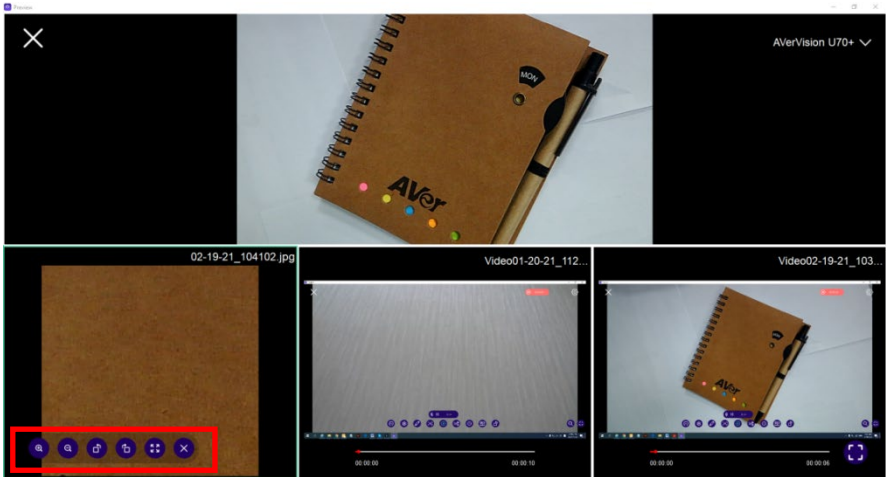 Preview
AVerVision U70+
MON
AVer
02-19-21_104102.jpg
Video01-20-21_112...
Video02-19-21_103...
AVer
00:00:00
00:00:10
00:00:00
00:00:06